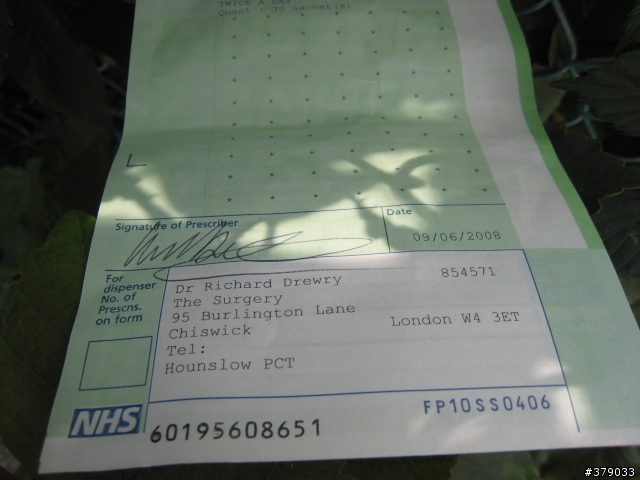 TWICE A DAY
Quant = 30 sachet(s)
Signature of Prescriber
Date
09/06/2008
For dispenser No. of Prescns. on form
Dr Richard Drewry 854571
The Surgery
95 Burlington Lane
Chiswick London W4 3ET
Tel:
Hounslow PCT
NHS
60195608651
FP10SS0406
#379033